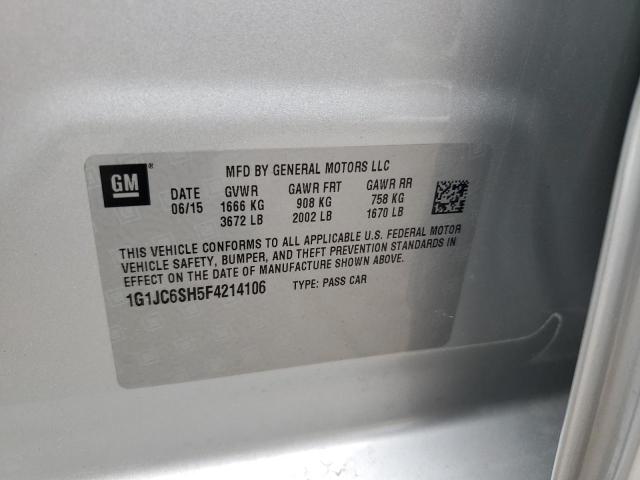 GM®
MFD BY GENERAL MOTORS LLC
DATE GVWR GAWR FRT GAWR RR
06/15 1666 KG 908 KG 758 KG
3672 LB 2002 LB 1670 LB
THIS VEHICLE CONFORMS TO ALL APPLICABLE U.S. FEDERAL MOTOR
VEHICLE SAFETY, BUMPER, AND THEFT PREVENTION STANDARDS IN
EFFECT ON THE DATE OF MANUFACTURE SHOWN ABOVE.
1G1JC6SH5F4214106 TYPE: PASS CAR